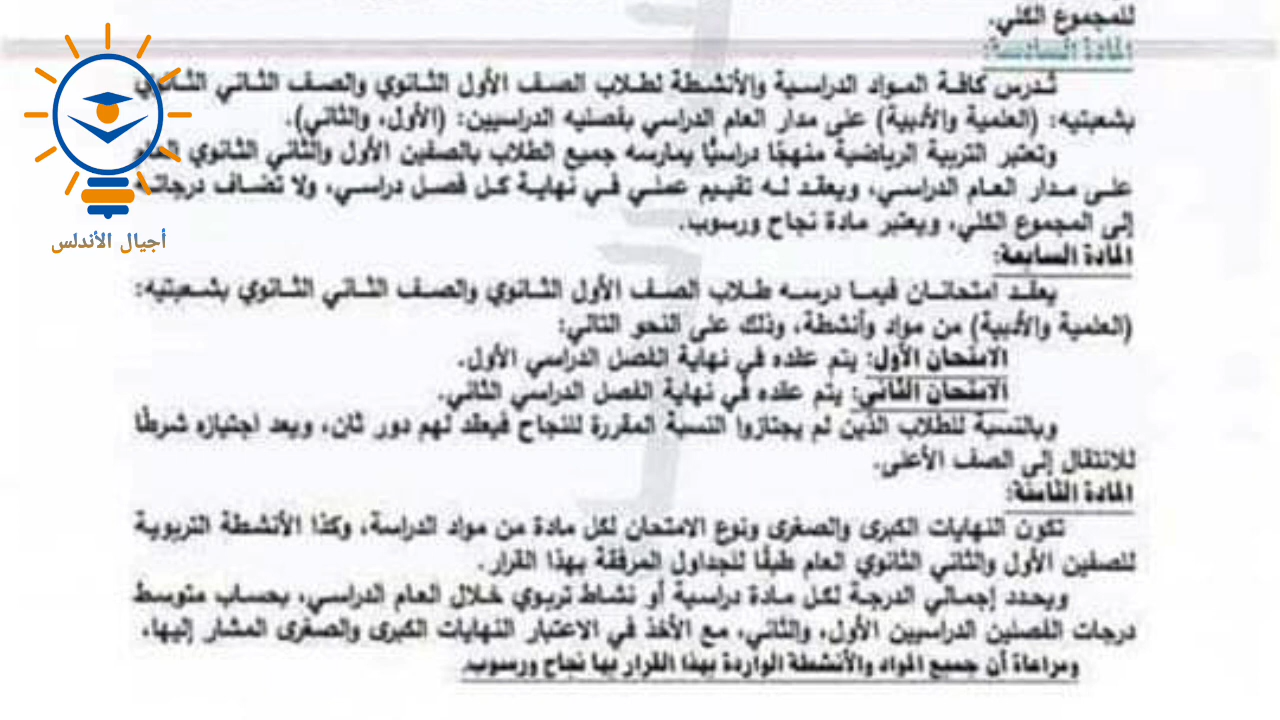 للمجموع الكلي.
المادة السادسة:
تُدرس كافة المواد الدراسية والأنشطة لطلاب الصف الأول الثانوي والصف الثاني الثانوي
بشعبتيه: (العلمية والأدبية) على مدار العام الدراسي بفصليه الدراسيين: (الأول، والثاني).
وتعتبر التربية الرياضية منهجًا دراسيًّا يمارسه جميع الطلاب بالصفين الأول والثاني الثانوي العام
على مدار العام الدراسي، ويعقد له تقييم عملي في نهاية كل فصل دراسي، ولا تضاف درجاته
إلى المجموع الكلي، ويعتبر مادة نجاح ورسوب.
المادة السابعة:
يعقد امتحانان فيما درسه طلاب الصف الأول الثانوي والصف الثاني الثانوي بشعبتيه:
(العلمية والأدبية) من مواد وأنشطة، وذلك على النحو التالي:
الامتحان الأول: يتم عقده في نهاية الفصل الدراسي الأول.
الامتحان الثاني: يتم عقده في نهاية الفصل الدراسي الثاني.
وبالنسبة للطلاب الذين لم يجتازوا النسبة المقررة للنجاح فيعقد لهم دور ثان، ويعد اجتيازه شرطًا
للانتقال إلى الصف الأعلى.
المادة الثامنة:
تكون النهايات الكبرى والصغرى ونوع الامتحان لكل مادة من مواد الدراسة، وكذا الأنشطة التربوية
للصفين الأول والثاني الثانوي العام طبقًا للجداول المرفقة بهذا القرار.
ويحدد إجمالي الدرجة لكل مادة دراسية أو نشاط تربوي خلال العام الدراسي، بحساب متوسط
درجات الفصلين الدراسيين الأول، والثاني، مع الأخذ في الاعتبار النهايات الكبرى والصغرى المشار إليها.
ومراعاة أن جميع المواد والأنشطة الواردة بهذا القرار بها نجاح ورسوب.
أجيال الأندلس